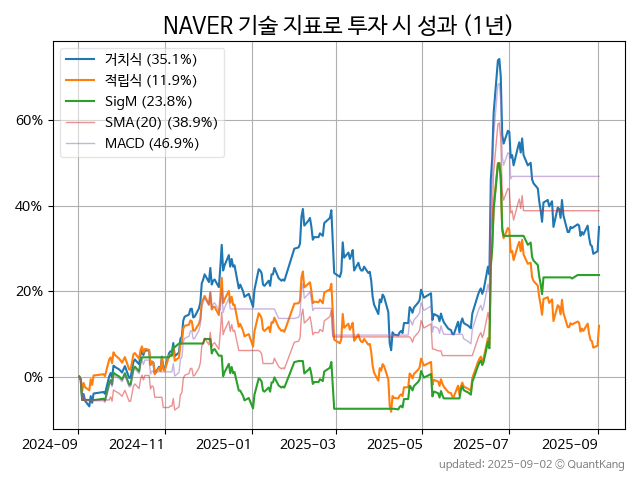 NAVER 기술 지표로 투자 시 성과 (1년)
거치식 (35.1%)
적립식 (11.9%)
SigM (23.8%)
SMA(20) (38.9%)
MACD (46.9%)
60%
40%
20%
0%
2024-09 2024-11 2025-01 2025-03 2025-05 2025-07 2025-09
updated: 2025-09-02 © QuantKang